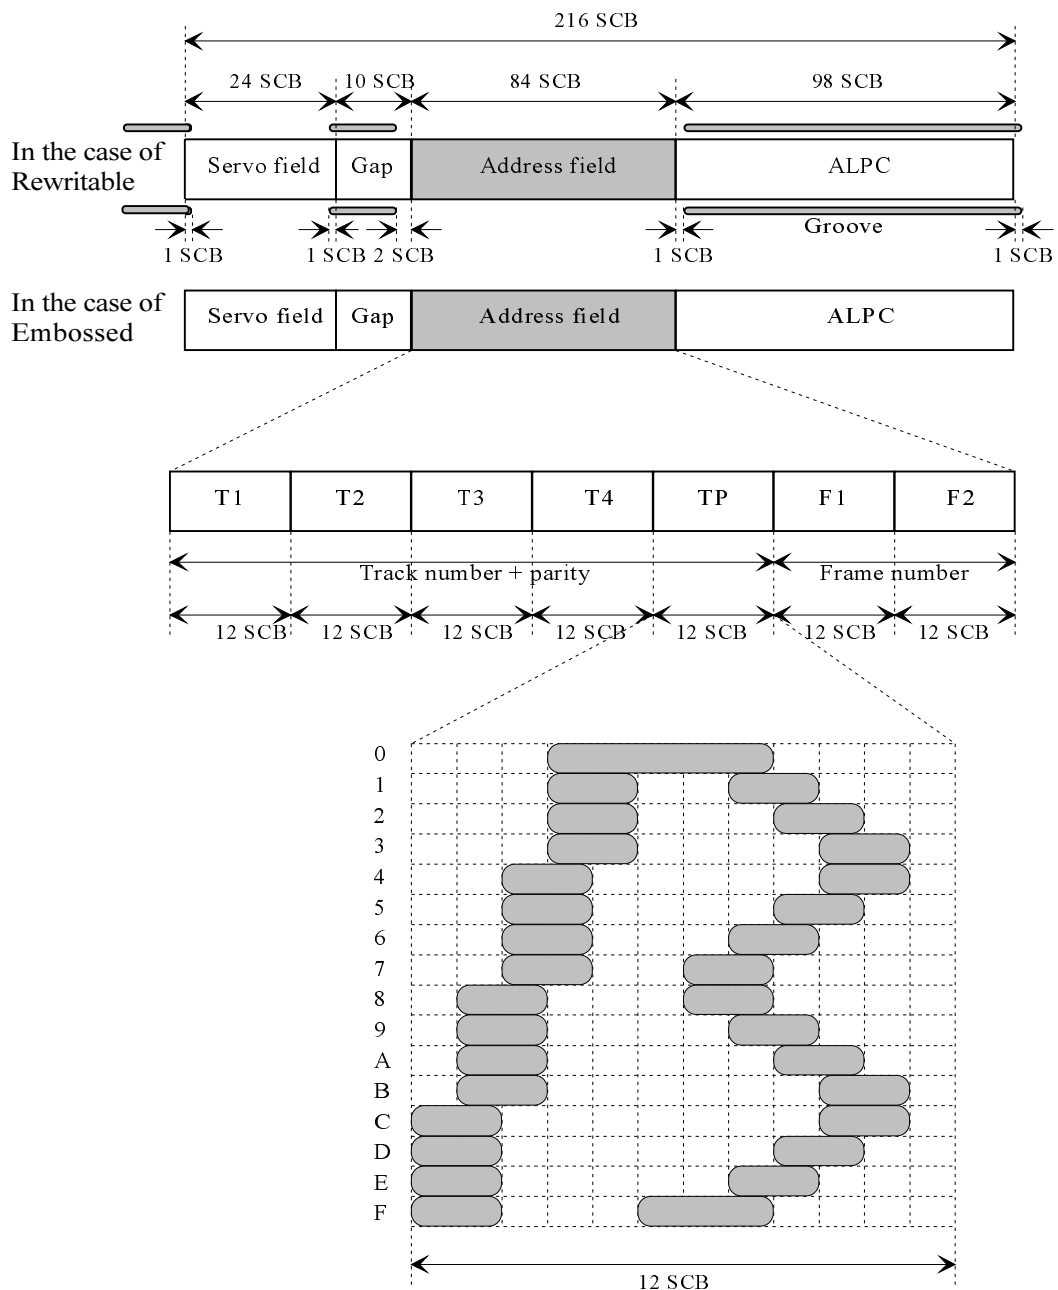 216 SCB
24 SCB 10 SCB 84 SCB 98 SCB
In the case of
Rewritable
Servo field Gap Address field ALPC
Groove
1 SCB 1 SCB 2 SCB 1 SCB 1 SCB
In the case of
Embossed
Servo field Gap Address field ALPC
T1 T2 T3 T4 TP F1 F2
Track number + parity Frame number
12 SCB 12 SCB 12 SCB 12 SCB 12 SCB 12 SCB 12 SCB
0
1
2
3
4
5
6
7
8
9
A
B
C
D
E
F
12 SCB